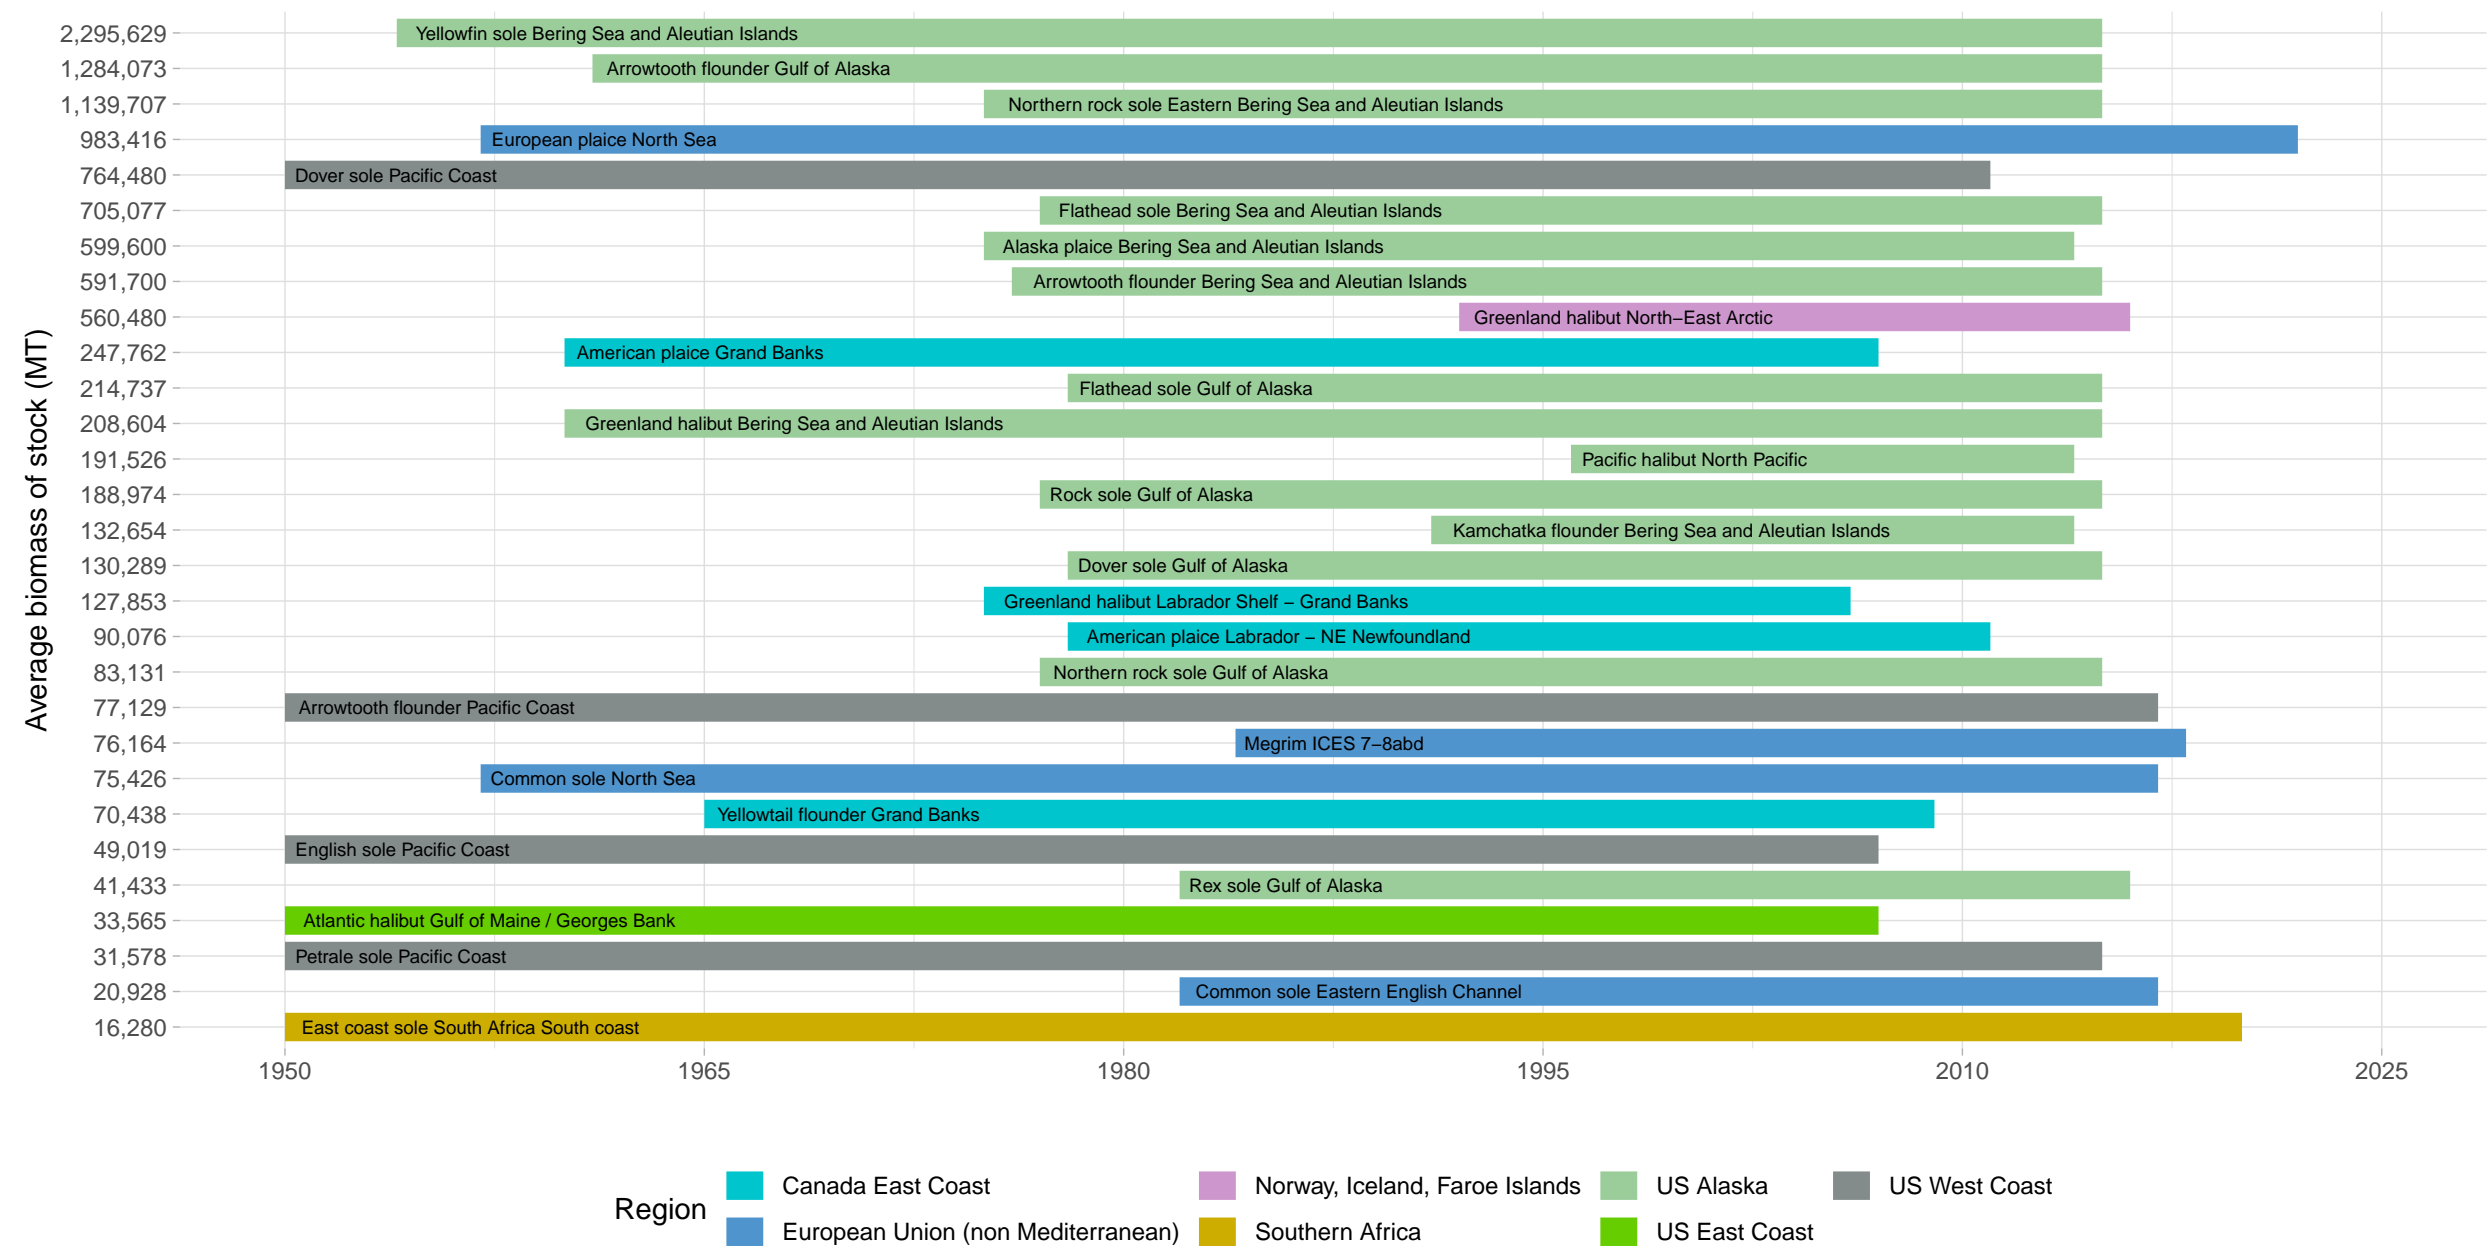 Average biomass of stock (MT)
2,295,629 Yellowfin sole Bering Sea and Aleutian Islands
1,284,073 Arrowtooth flounder Gulf of Alaska
1,139,707 Northern rock sole Eastern Bering Sea and Aleutian Islands
983,416 European plaice North Sea
764,480 Dover sole Pacific Coast
705,077 Flathead sole Bering Sea and Aleutian Islands
599,600 Alaska plaice Bering Sea and Aleutian Islands
591,700 Arrowtooth flounder Bering Sea and Aleutian Islands
560,480 Greenland halibut North−East Arctic
247,762 American plaice Grand Banks
214,737 Flathead sole Gulf of Alaska
208,604 Greenland halibut Bering Sea and Aleutian Islands
191,526 Pacific halibut North Pacific
188,974 Rock sole Gulf of Alaska
132,654 Kamchatka flounder Bering Sea and Aleutian Islands
130,289 Dover sole Gulf of Alaska
127,853 Greenland halibut Labrador Shelf − Grand Banks
90,076 American plaice Labrador − NE Newfoundland
83,131 Northern rock sole Gulf of Alaska
77,129 Arrowtooth flounder Pacific Coast
76,164 Megrim ICES 7−8abd
75,426 Common sole North Sea
70,438 Yellowtail flounder Grand Banks
49,019 English sole Pacific Coast
41,433 Rex sole Gulf of Alaska
33,565 Atlantic halibut Gulf of Maine / Georges Bank
31,578 Petrale sole Pacific Coast
20,928 Common sole Eastern English Channel
16,280 East coast sole South Africa South coast
1950 1965 1980 1995 2010 2025
Region
Canada East Coast Norway, Iceland, Faroe Islands US Alaska US West Coast
European Union (non Mediterranean) Southern Africa US East Coast